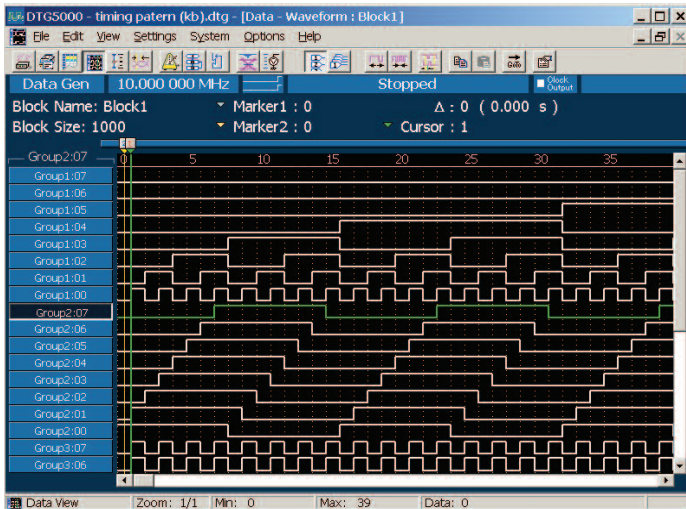 DTG5000 - timing patern (kb).dtg - [Data - Waveform : Block1]
File Edit View Settings System Options Help
Data Gen 10.000 000 MHz Stopped Clock Output
Block Name: Block1 Marker1 : 0 Δ : 0 ( 0.000 s )
Block Size: 1000 Marker2 : 0 Cursor : 1
Group2:07 0 5 10 15 20 25 30 35
Group1:07
Group1:06
Group1:05
Group1:04
Group1:03
Group1:02
Group1:01
Group1:00
Group2:07
Group2:06
Group2:05
Group2:04
Group2:03
Group2:02
Group2:01
Group2:00
Group3:07
Group3:06
Data View Zoom: 1/1 Min: 0 Max: 39 Data: 0